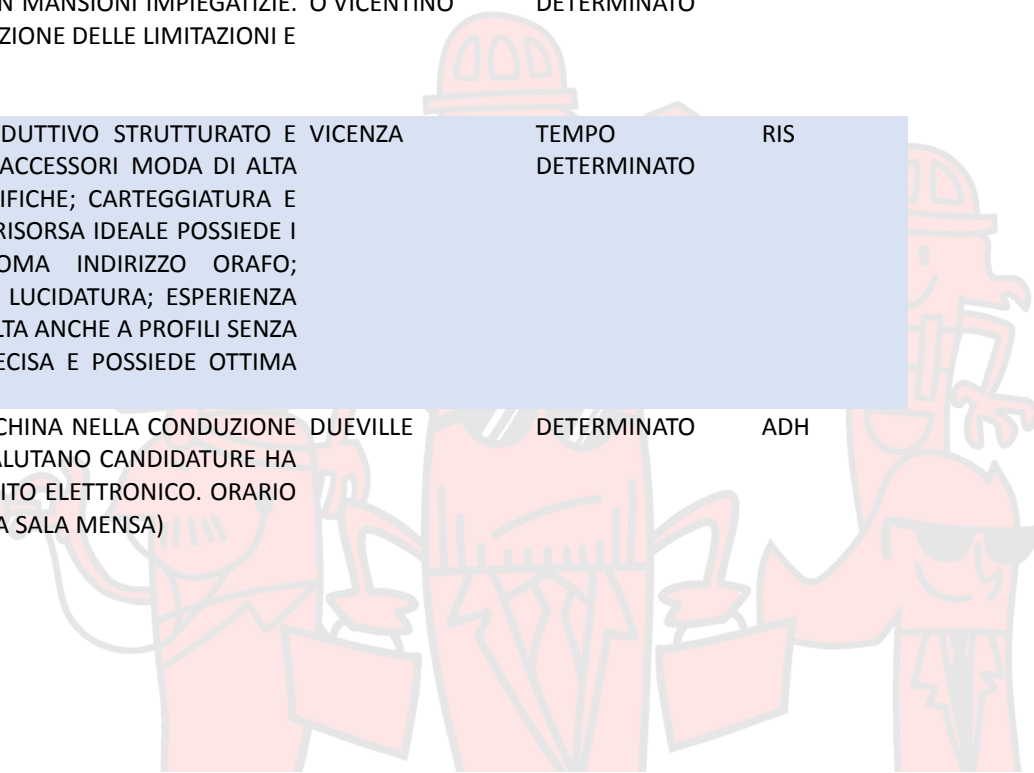 MANSIONI IMPIEGATIZIE. O VICENTINO DETERMINATO
ZIONE DELLE LIMITAZIONI E
DUTTIVO STRUTTURATO E VICENZA TEMPO RIS
ACCESSORI MODA DI ALTA DETERMINATO
IFICHE; CARTEGGIATURA E
RISORSA IDEALE POSSIEDE I
OMA INDIRIZZO ORAFO;
LUCIDATURA; ESPERIENZA
LTA ANCHE A PROFILI SENZA
ECISA E POSSIEDE OTTIMA
CHINA NELLA CONDUZIONE DUEVILLE DETERMINATO ADH
ALUTANO CANDIDATURE HA
ITO ELETTRONICO. ORARIO
A SALA MENSA)